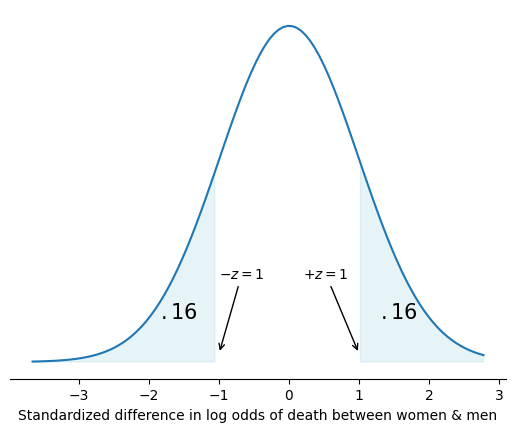 −z = 1
+z = 1
.16
.16
−3 −2 −1 0 1 2 3
Standardized difference in log odds of death between women & men